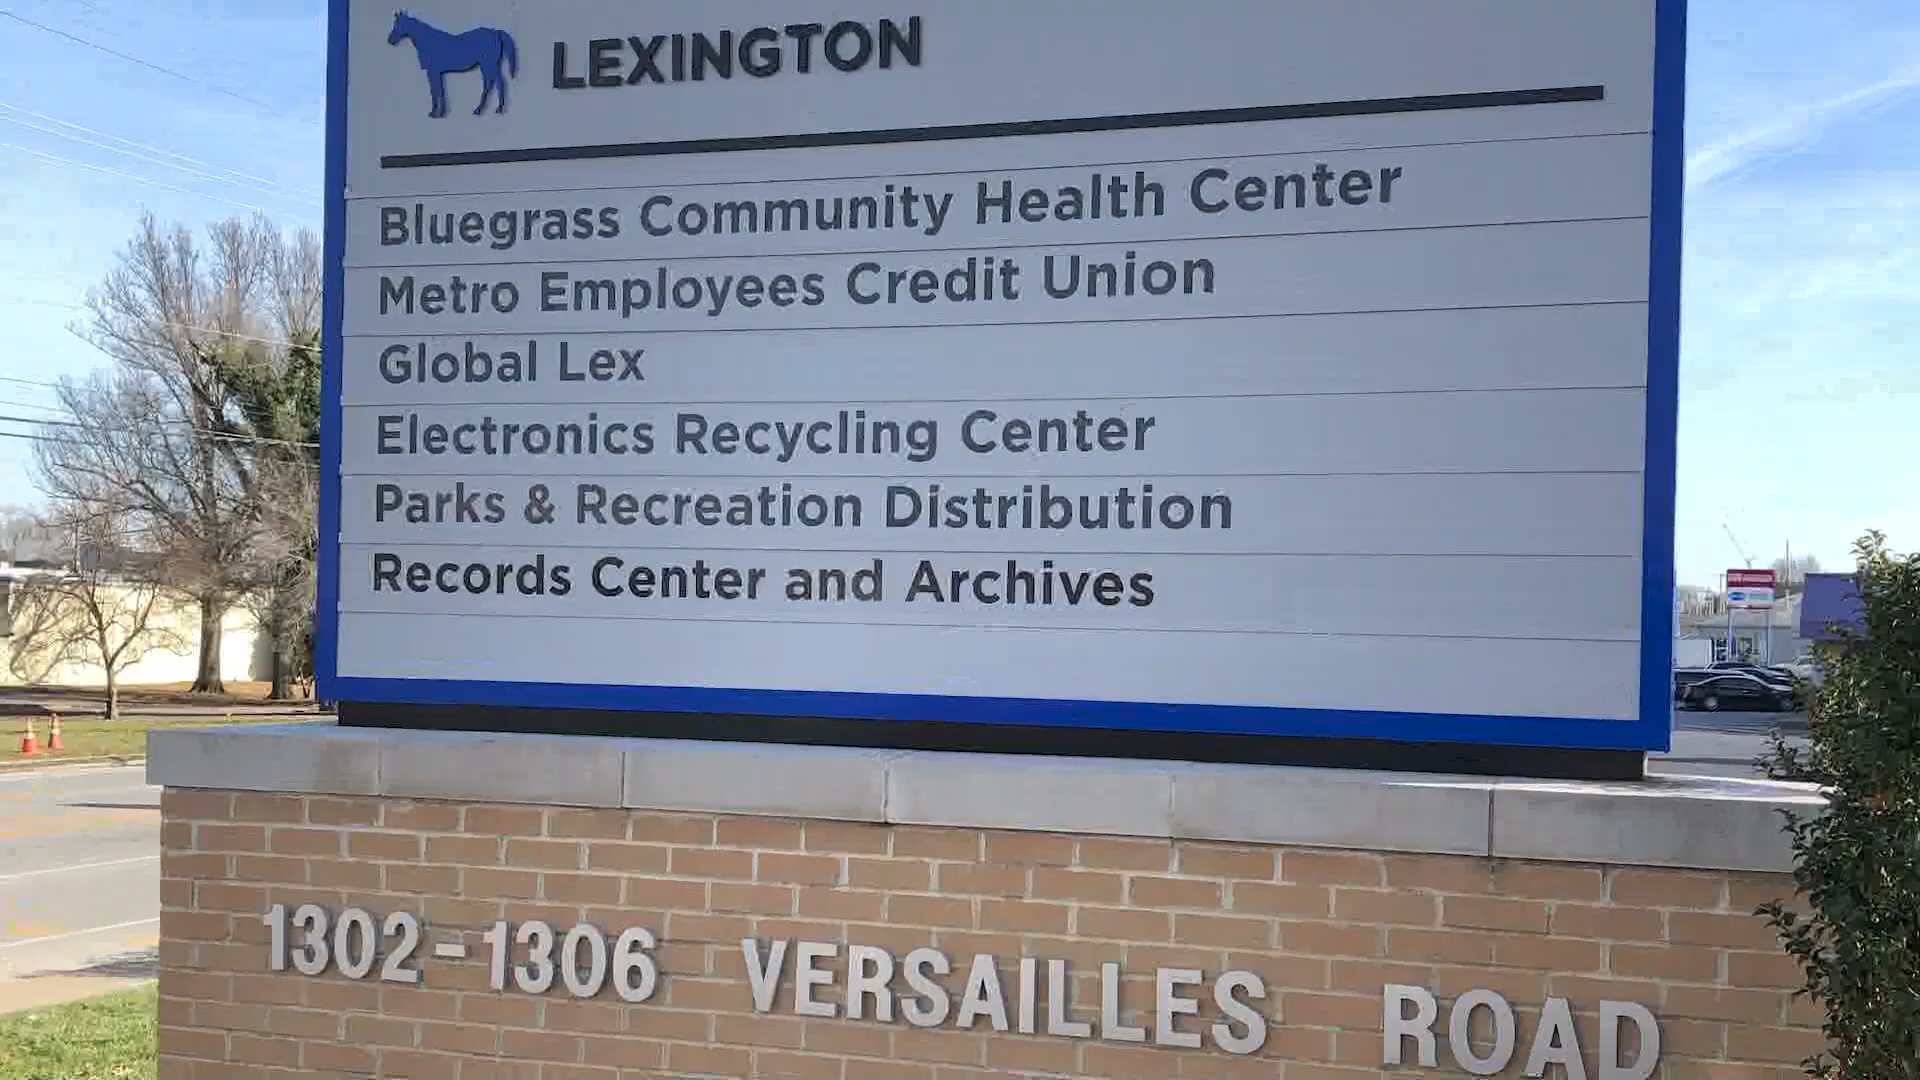 LEXINGTON
Bluegrass Community Health Center
Metro Employees Credit Union
Global Lex
Electronics Recycling Center
Parks & Recreation Distribution
Records Center and Archives
1302-1306 VERSAILLES ROAD